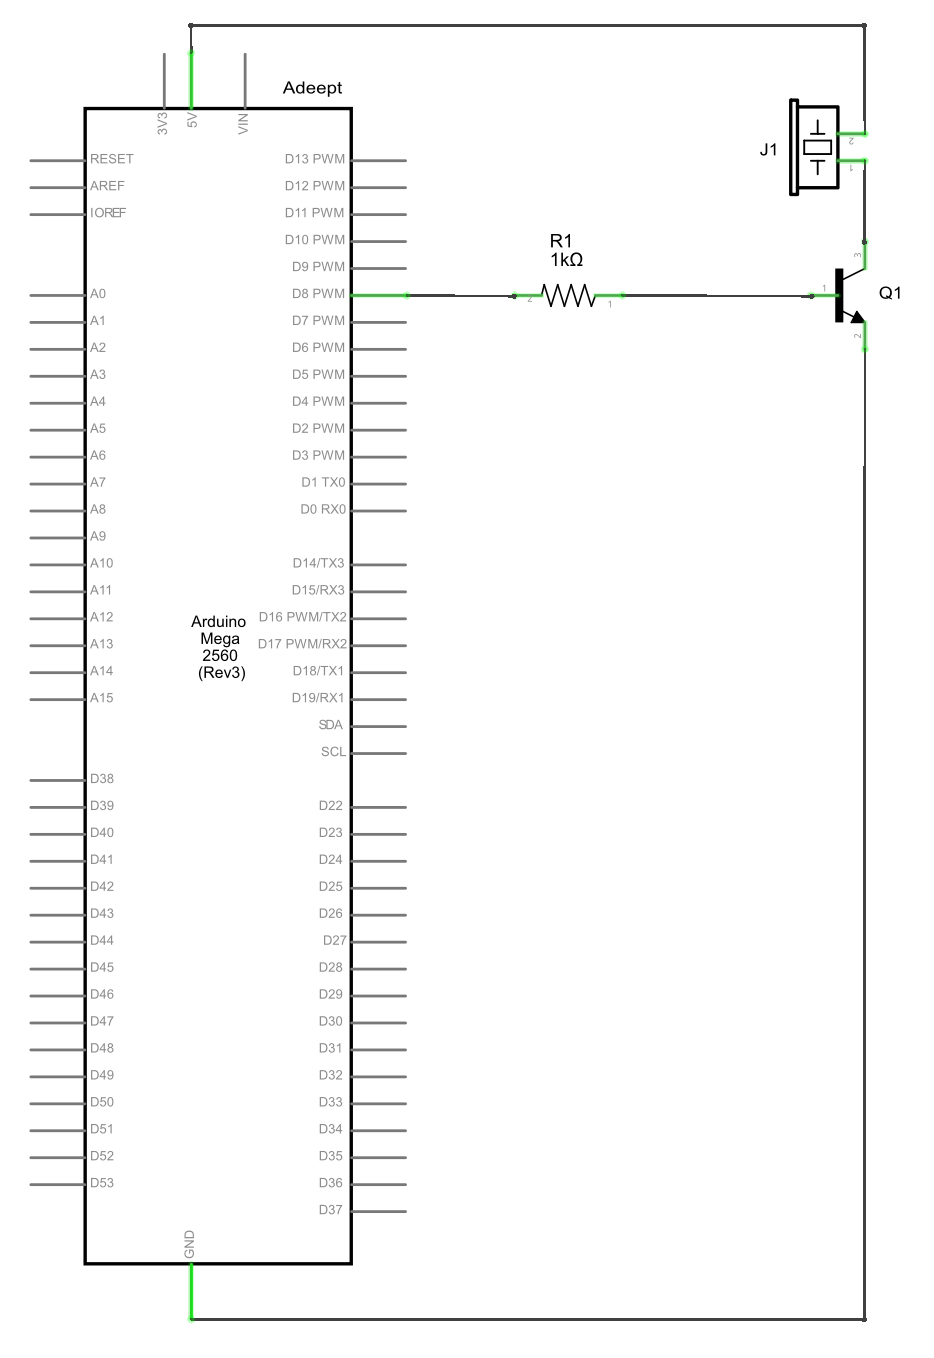 Adeept
3V3
5V
VIN
RESET
AREF
IOREF
A0
A1
A2
A3
A4
A5
A6
A7
A8
A9
A10
A11
A12
A13
A14
A15
D38
D39
D40
D41
D42
D43
D44
D45
D46
D47
D48
D49
D50
D51
D52
D53
Arduino
Mega
2560
(Rev3)
D13 PWM
D12 PWM
D11 PWM
D10 PWM
D9 PWM
D8 PWM
D7 PWM
D6 PWM
D5 PWM
D4 PWM
D2 PWM
D3 PWM
D1 TX0
D0 RX0
D14/TX3
D15/RX3
D16 PWM/TX2
D17 PWM/RX2
D18/TX1
D19/RX1
SDA
SCL
D22
D23
D24
D25
D26
D27
D28
D29
D30
D31
D32
D33
D34
D35
D36
D37
GND
R1
1kΩ
2
1
J1
2
1
Q1
3
1
2